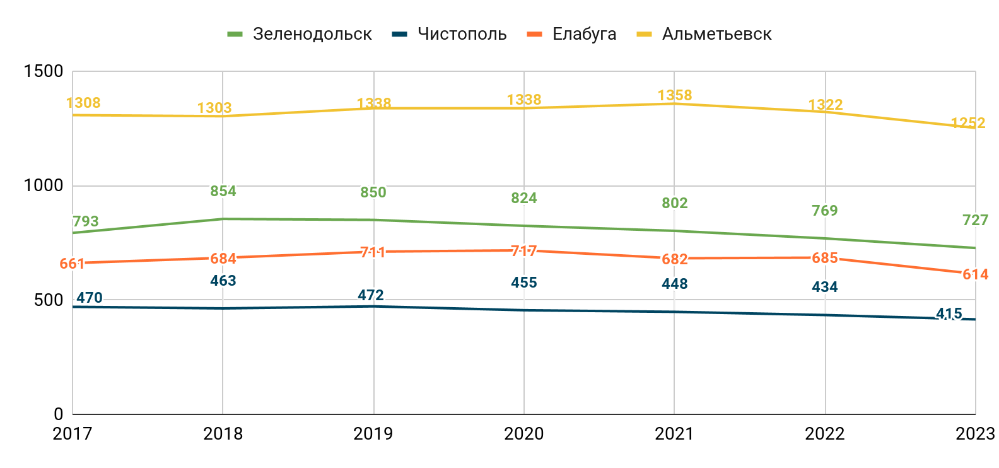 Зеленодольск Чистополь Елабуга Альметьевск
1500
1308 1303 1338 1338 1358 1322 1252
1000
854 850 824 802 769 727
793
661 684 711 717 682 685 614
463 455 448 434
500
470 472 415
0
2017 2018 2019 2020 2021 2022 2023